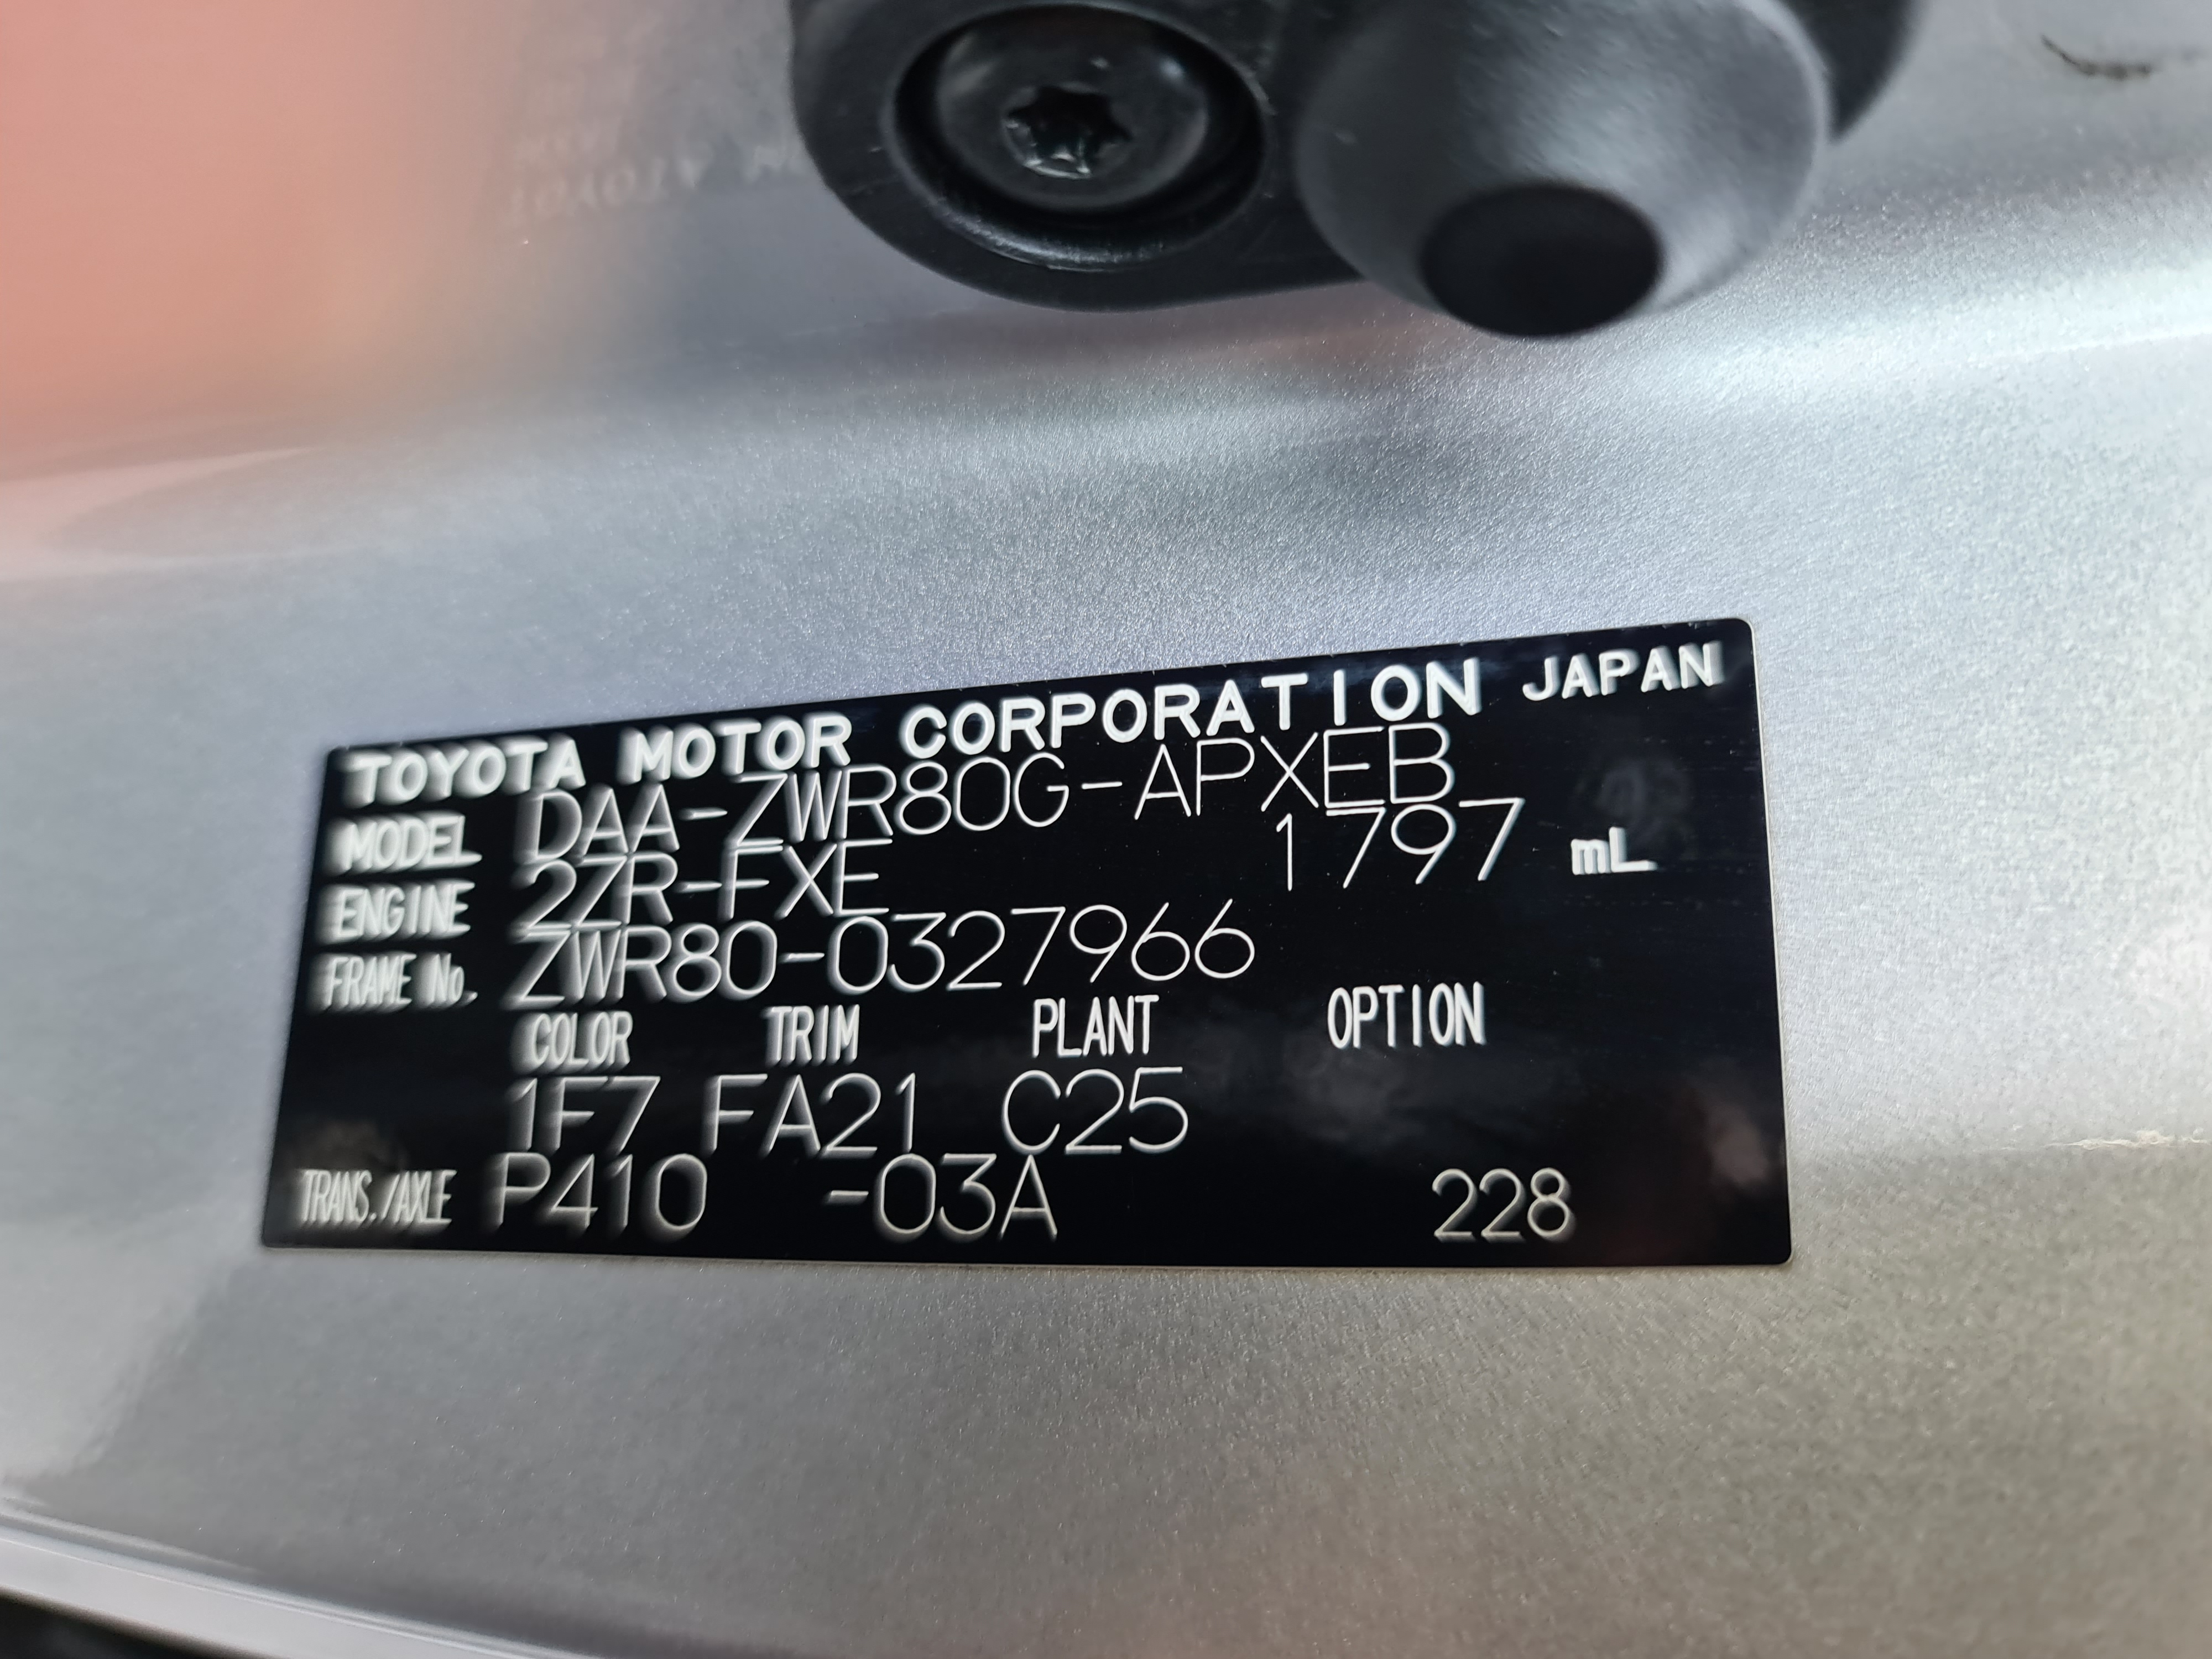 TOYOTA MOTOR CORPORATION JAPAN
MODEL DAA-ZWR80G-APXEB
ENGINE 2ZR-FXE 1797 mL
FRAME No. ZWR80-0327966
COLOR TRIM PLANT OPTION
1F7 FA21 C25
TRANS./AXLE P410 -03A 228